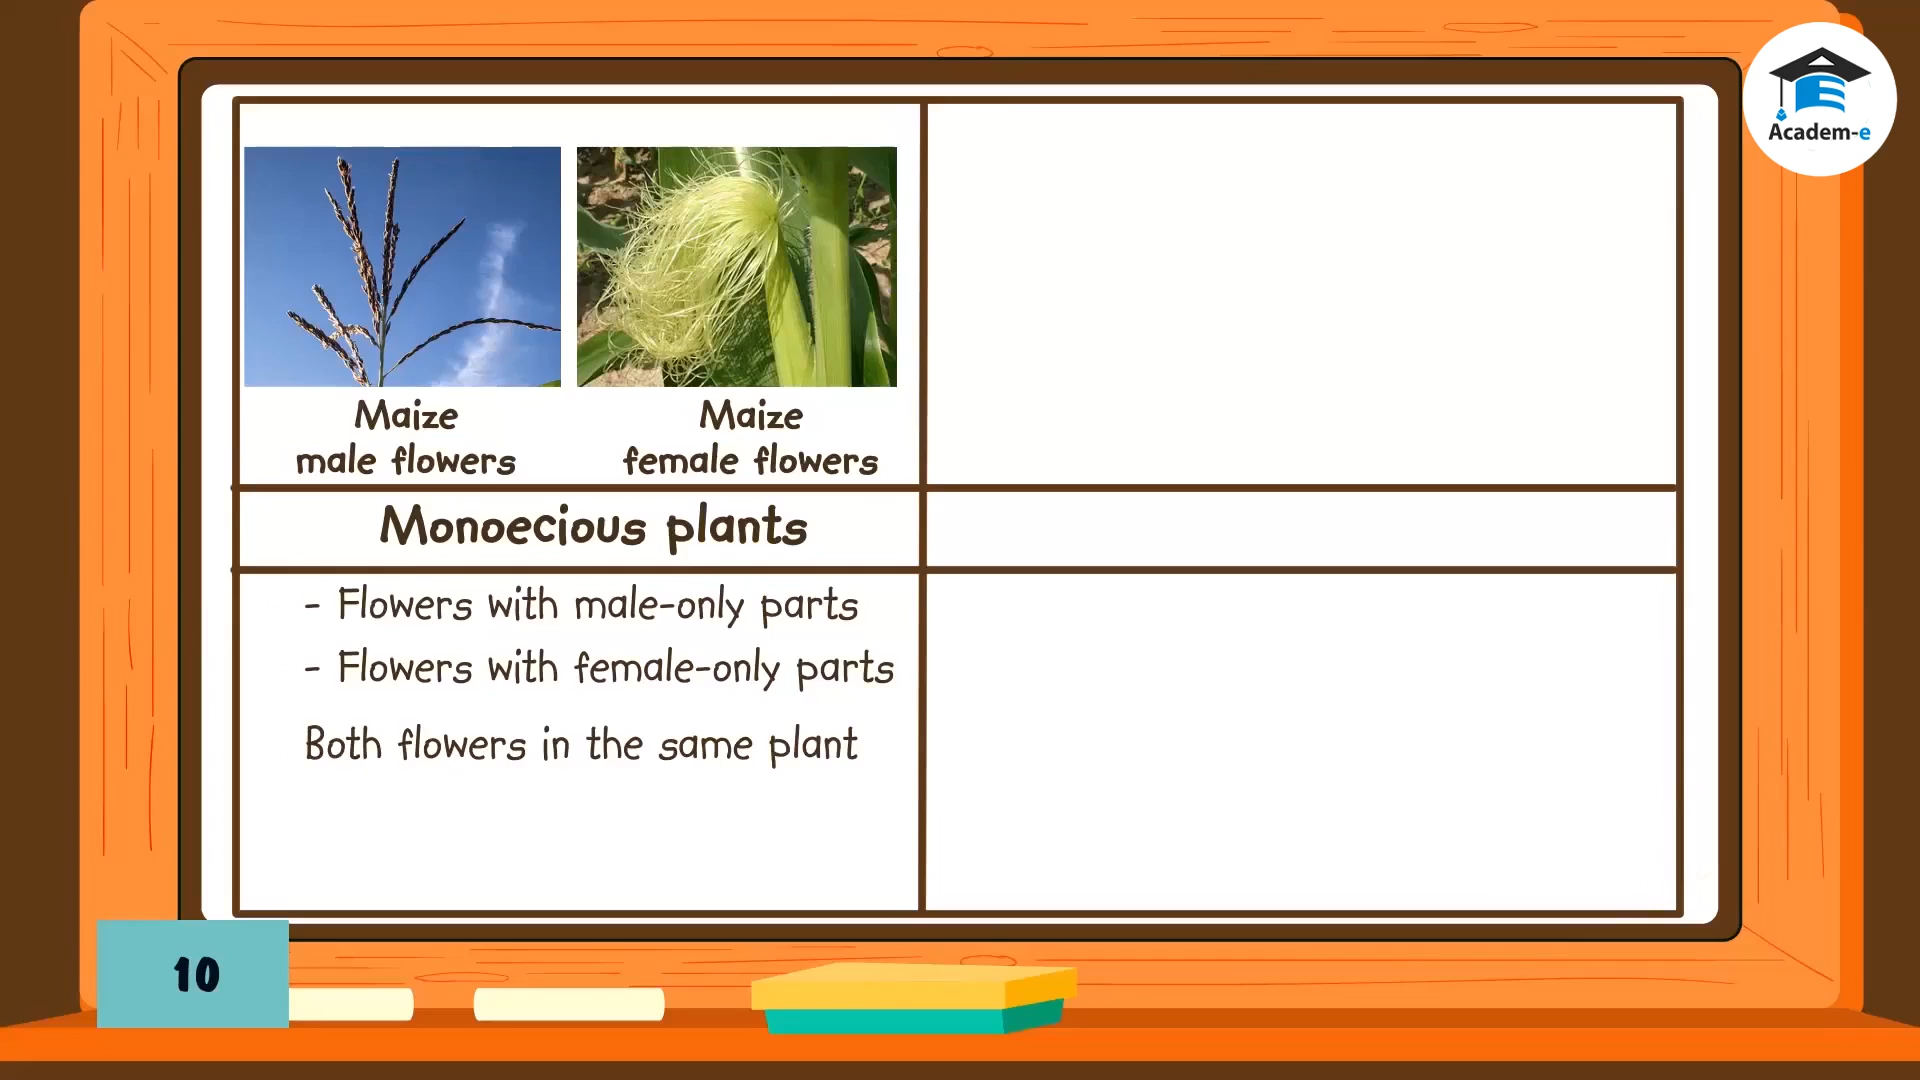 Academ-e
Maize
male flowers
Maize
female flowers
Monoecious plants
- Flowers with male-only parts
- Flowers with female-only parts
Both flowers in the same plant
10